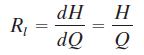 R_l = dH/dQ = H/Q